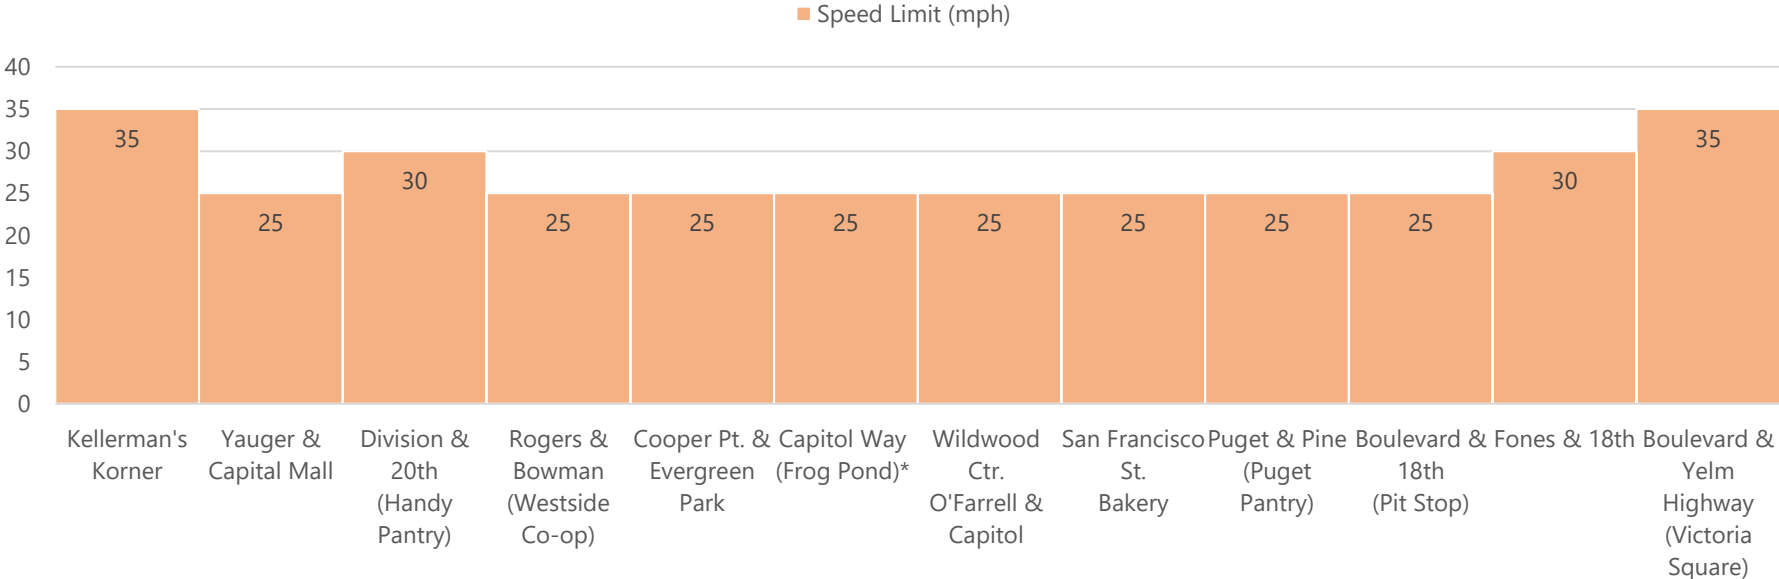 Speed Limit (mph)
40
35
30
25
20
15
10
5
0
35
25
30
25
25
25
25
25
25
25
30
35
Kellerman's
Korner
Yauger &
Capital Mall
Division &
20th
(Handy
Pantry)
Rogers &
Bowman
(Westside
Co-op)
Cooper Pt. &
Evergreen
Park
Capitol Way
(Frog Pond)*
Wildwood
Ctr.
O'Farrell &
Capitol
San Francisco
St.
Bakery
Puget & Pine
(Puget
Pantry)
Boulevard &
18th
(Pit Stop)
Fones & 18th
Boulevard &
Yelm
Highway
(Victoria
Square)